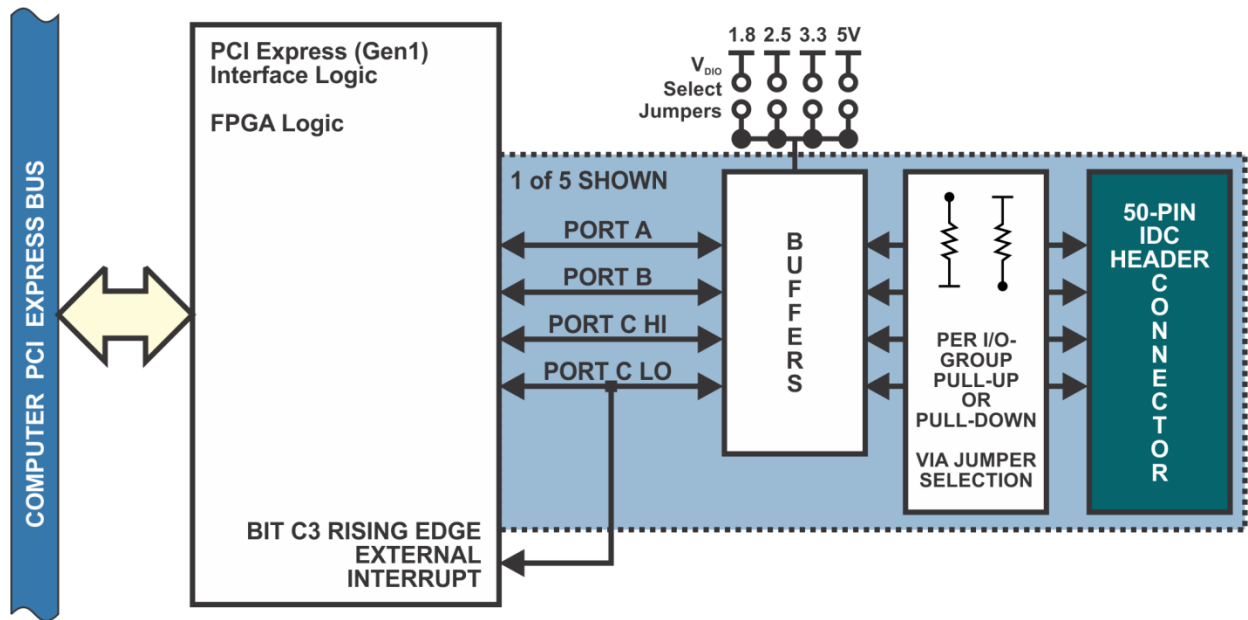 COMPUTER PCI EXPRESS BUS
PCI Express (Gen1)
Interface Logic
FPGA Logic
BIT C3 RISING EDGE
EXTERNAL
INTERRUPT
1.8 2.5 3.3 5V
VDIO
Select
Jumpers
1 of 5 SHOWN
PORT A
PORT B
PORT C HI
PORT C LO
BUFFERS
PER I/O-
GROUP
PULL-UP
OR
PULL-DOWN
VIA JUMPER
SELECTION
50-PIN
IDC
HEADER
CONNECTOR